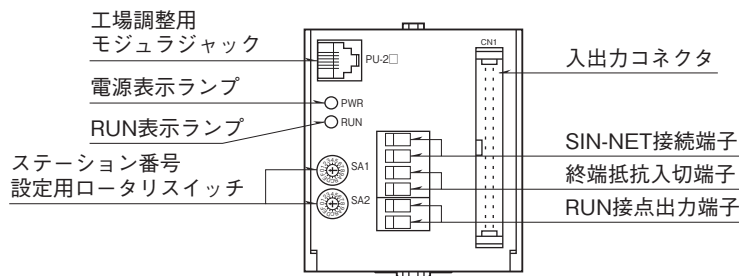 工場調整用
モジュラジャック
電源表示ランプ
RUN表示ランプ
ステーション番号
設定用ロータリスイッチ
PU-2□
PWR
RUN
SA1
SA2
CN1
入出力コネクタ
SIN-NET接続端子
終端抵抗入切端子
RUN接点出力端子